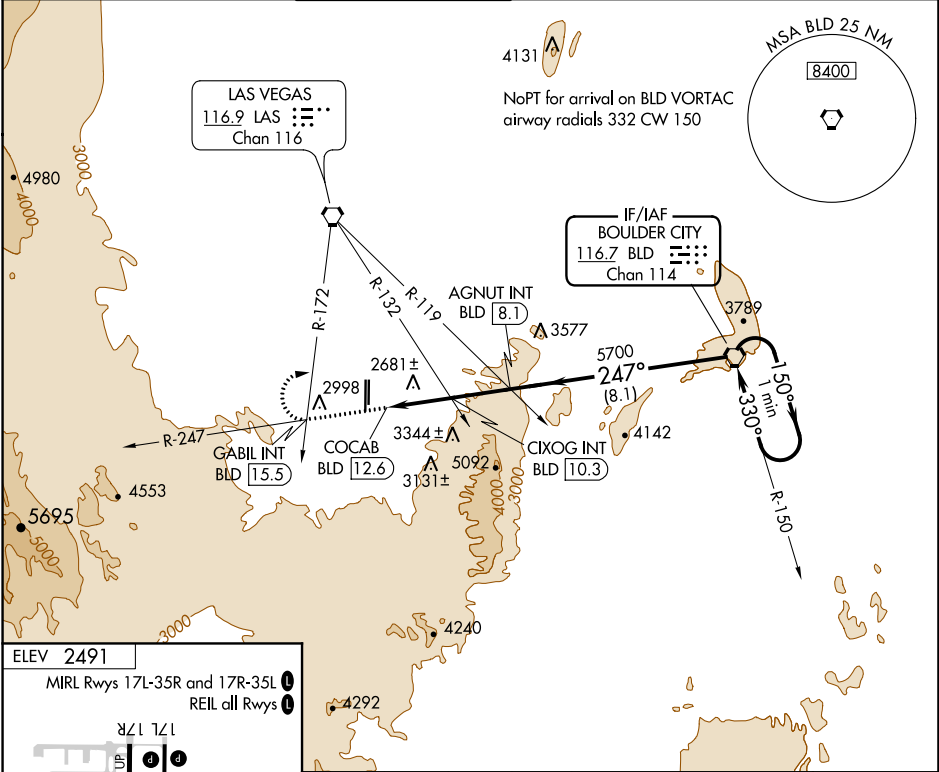 4131
MSA BLD 25 NM
8400
NoPT for arrival on BLD VORTAC
airway radials 332 CW 150
LAS VEGAS
116.9 LAS
Chan 116
3000
4980
4000
IF/IAF
BOULDER CITY
116.7 BLD
Chan 114
R-172
R-132
R-119
AGNUT INT
BLD 8.1
3577
3789
5700
247°
(8.1)
2681±
2998
150°
1 min
330°
R-247
GABIL INT
BLD 15.5
COCAB
BLD 12.6
3344±
3131±
5092
4000
3000
CIXOG INT
BLD 10.3
4142
4553
5695
5000
R-150
3000
4240
4292
ELEV 2491
MIRL Rwys 17L-35R and 17R-35L L
REIL all Rwys L
17R
17L
UP
P
P